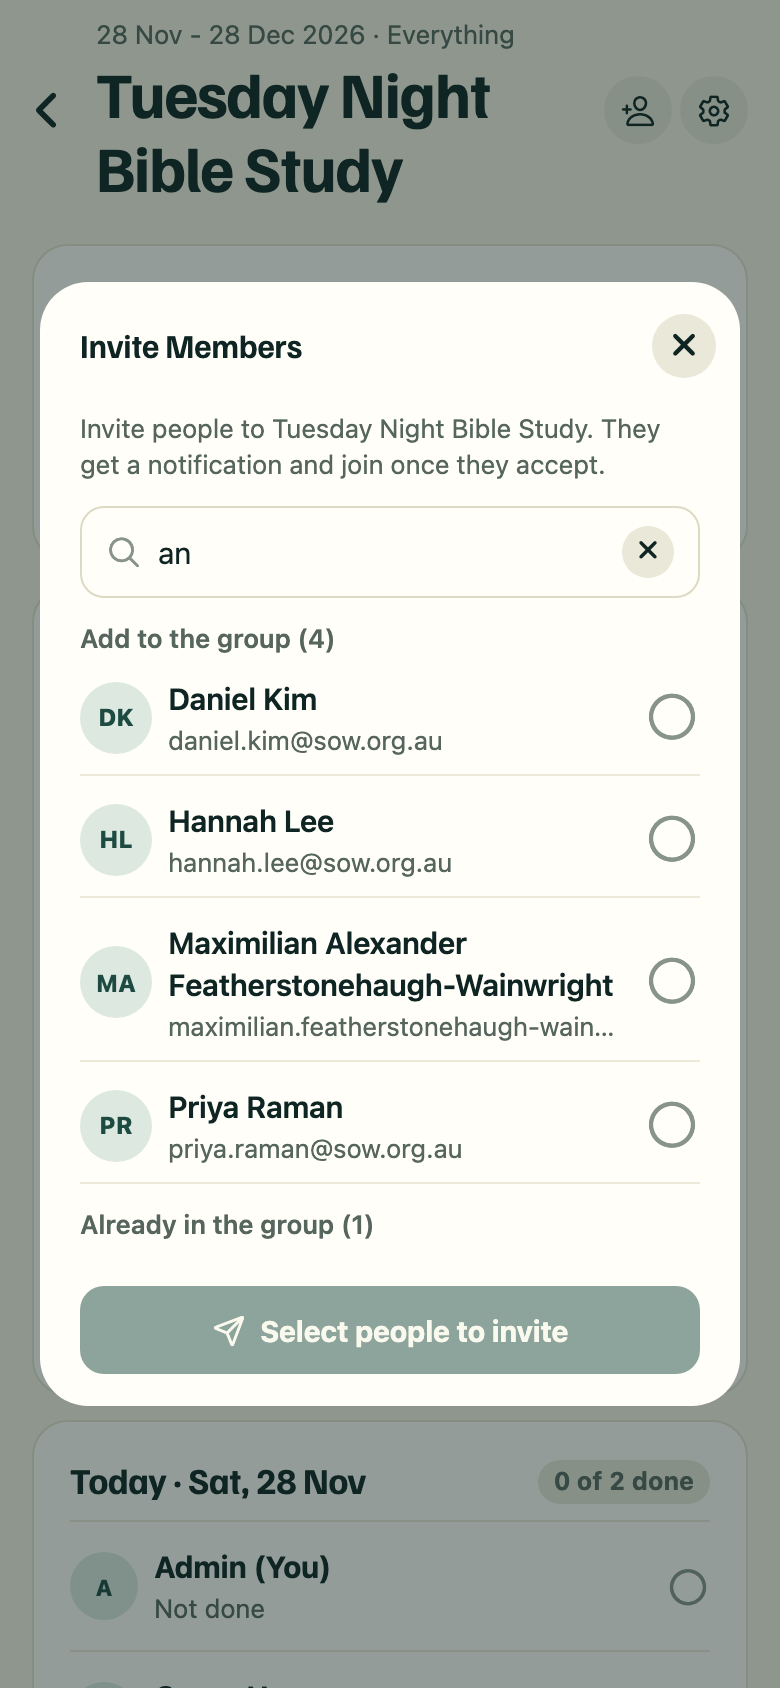 28 Nov - 28 Dec 2026 · Everything
Tuesday Night
Bible Study
Invite Members
Invite people to Tuesday Night Bible Study. They
get a notification and join once they accept.
an
Add to the group (4)
DK
Daniel Kim
daniel.kim@sow.org.au
HL
Hannah Lee
hannah.lee@sow.org.au
MA
Maximilian Alexander
Featherstonehaugh-Wainwright
maximilian.featherstonehaugh-wain...
PR
Priya Raman
priya.raman@sow.org.au
Already in the group (1)
Select people to invite
Today · Sat, 28 Nov
0 of 2 done
A
Admin (You)
Not done